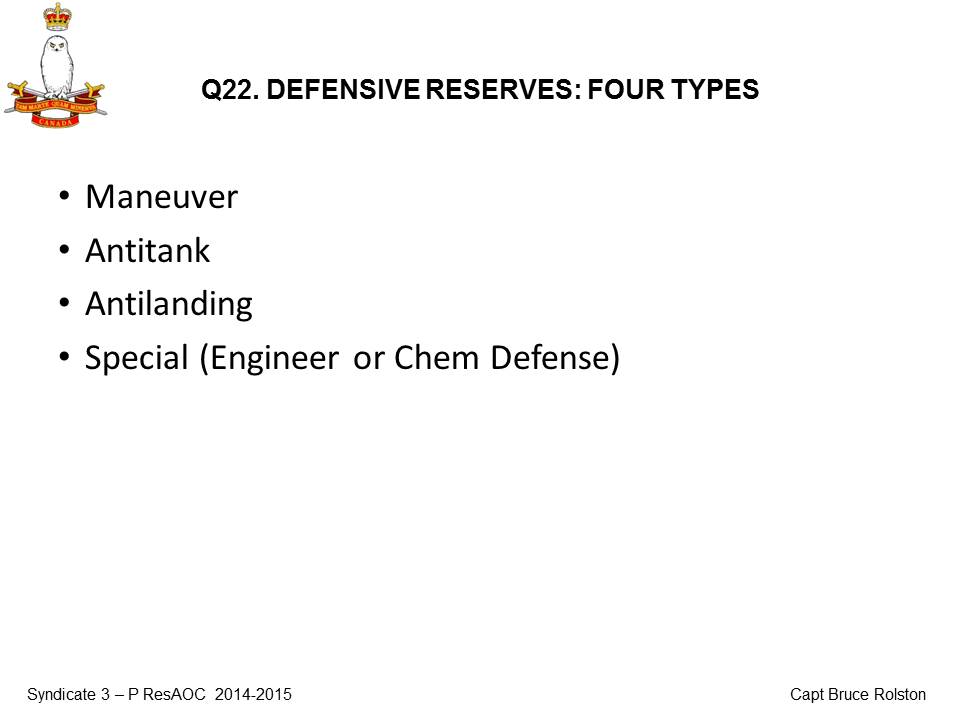 Q22. DEFENSIVE RESERVES: FOUR TYPES
• Maneuver
• Antitank
• Antilanding
• Special (Engineer or Chem Defense)
TAM MARTE QUAM MINERVA
CANADA
Syndicate 3 – P ResAOC 2014-2015
Capt Bruce Rolston